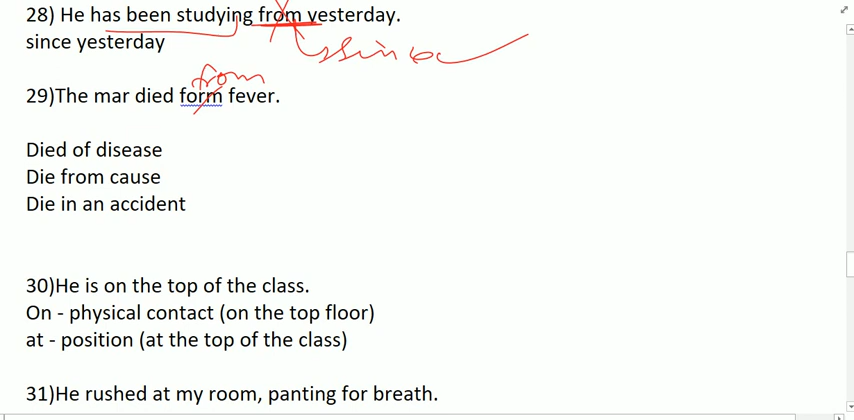 28) He has been studying from yesterday.
since yesterday
since
from
29)The mar died form fever.
Died of disease
Die from cause
Die in an accident
30)He is on the top of the class.
On - physical contact (on the top floor)
at - position (at the top of the class)
31)He rushed at my room, panting for breath.